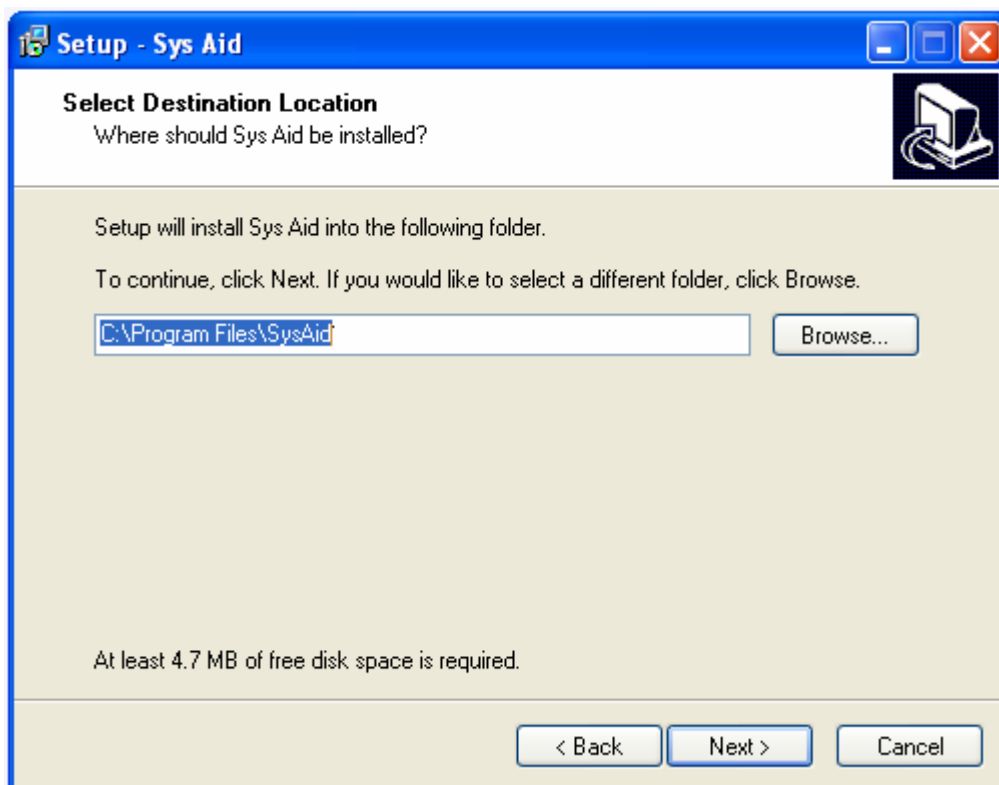 Setup - Sys Aid
Select Destination Location
Where should Sys Aid be installed?
Setup will install Sys Aid into the following folder.
To continue, click Next. If you would like to select a different folder, click Browse.
C:\Program Files\SysAid
Browse...
At least 4.7 MB of free disk space is required.
< Back Next > Cancel